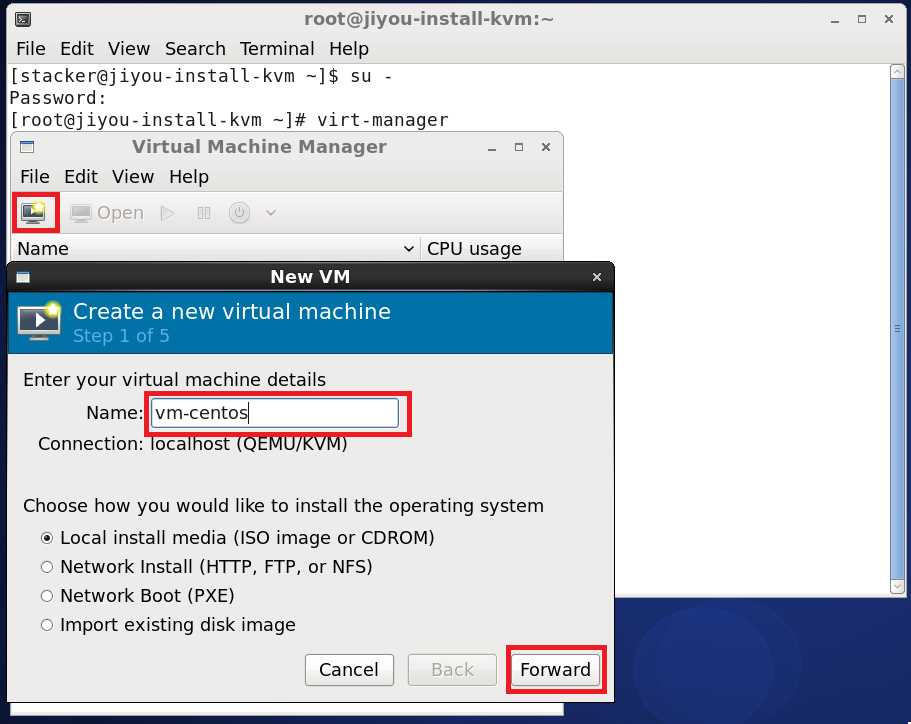 root@jiyou-install-kvm:~
File Edit View Search Terminal Help
[stacker@jiyou-install-kvm ~]$ su -
Password:
[root@jiyou-install-kvm ~]# virt-manager
Virtual Machine Manager
File Edit View Help
Open
Name CPU usage
New VM
Create a new virtual machine
Step 1 of 5
Enter your virtual machine details
Name: vm-centos
Connection: localhost (QEMU/KVM)
Choose how you would like to install the operating system
Local install media (ISO image or CDROM)
Network Install (HTTP, FTP, or NFS)
Network Boot (PXE)
Import existing disk image
Cancel Back Forward